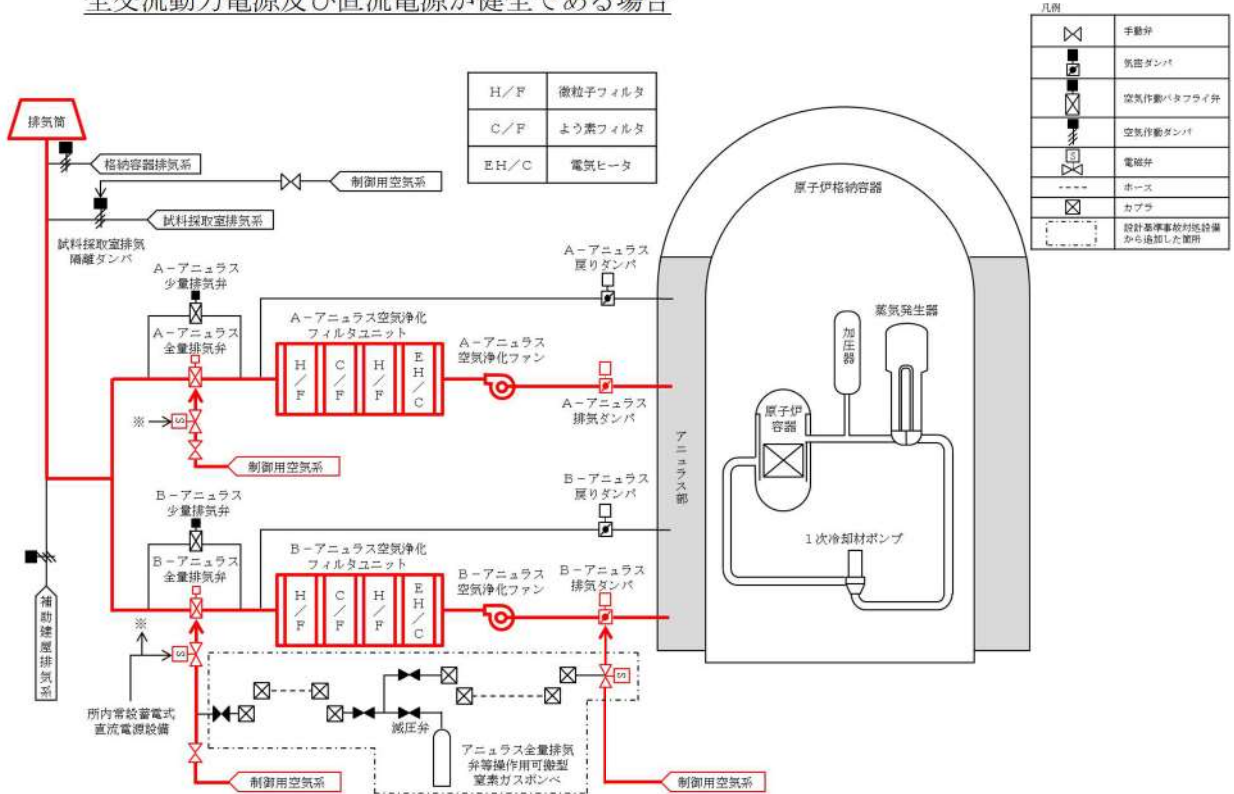 全交流動力電源及び直流電源が健全である場合
凡例
手動弁
気密ダンパ
空気作動バタフライ弁
空気作動ダンパ
S
電磁弁
ホース
カプラ
設計基準事故対処設備
から追加した箇所
H/F
微粒子フィルタ
C/F
よう素フィルタ
EH/C
電気ヒータ
排気筒
格納容器排気系
制御用空気系
試料採取室排気系
試料採取室排気
隔離ダンパ
A-アニュラス
少量排気弁
A-アニュラス
全量排気弁
A-アニュラス空気浄化
フィルタユニット
H/F
C/F
H/F
EH/C
A-アニュラス
空気浄化ファン
A-アニュラス
戻りダンパ
A-アニュラス
排気ダンパ
※
S
制御用空気系
B-アニュラス
少量排気弁
B-アニュラス
全量排気弁
B-アニュラス空気浄化
フィルタユニット
H/F
C/F
H/F
EH/C
B-アニュラス
空気浄化ファン
B-アニュラス
戻りダンパ
B-アニュラス
排気ダンパ
※
S
S
補助建屋排気系
所内常設蓄電式
直流電源設備
減圧弁
アニュラス全量排気
弁等操作用可搬型
窒素ガスボンベ
制御用空気系
制御用空気系
原子炉格納容器
アニュラス部
加圧器
蒸気発生器
原子炉
容器
1次冷却材ポンプ